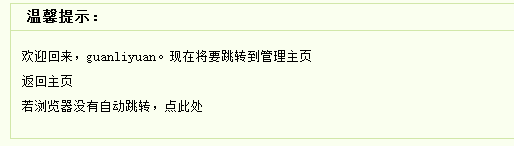 温馨提示：
欢迎回来，guanliyuan。现在将要跳转到管理主页
返回主页
若浏览器没有自动跳转，点此处